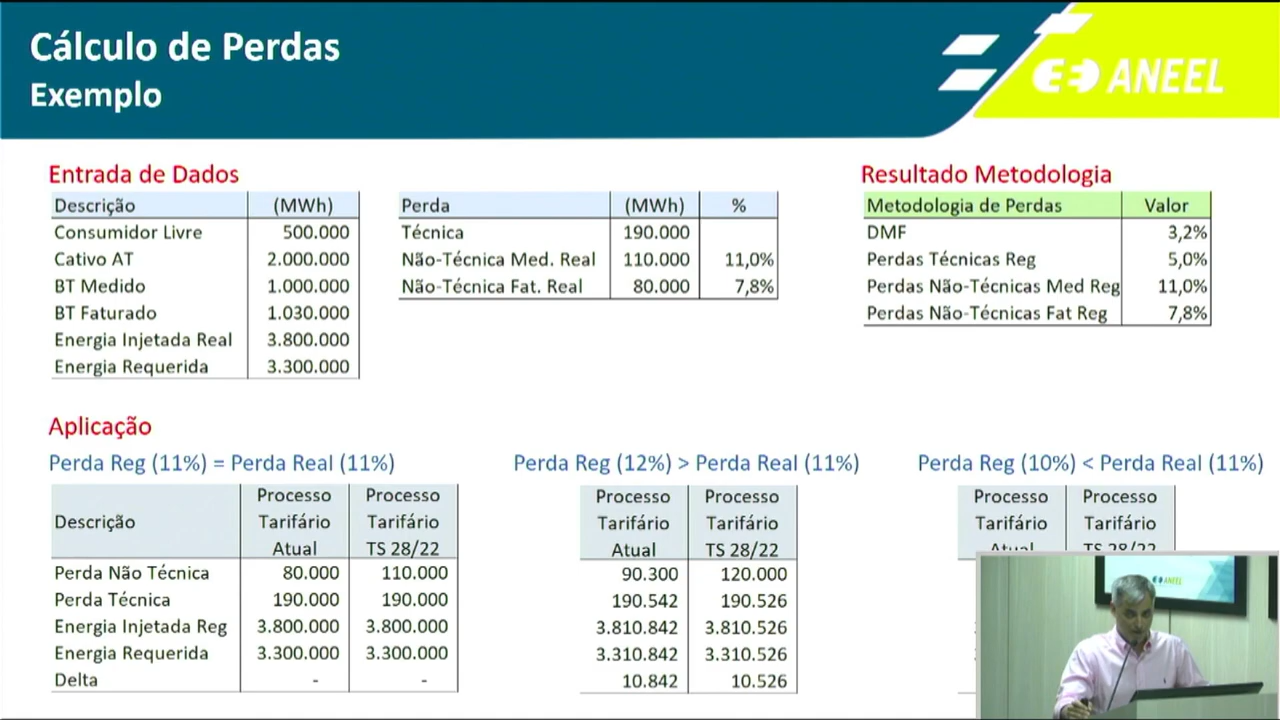 Cálculo de Perdas
Exemplo
ANEEL
Entrada de Dados
Descrição (MWh)
Consumidor Livre 500.000
Cativo AT 2.000.000
BT Medido 1.000.000
BT Faturado 1.030.000
Energia Injetada Real 3.800.000
Energia Requerida 3.300.000
Perda (MWh) %
Técnica 190.000
Não-Técnica Med. Real 110.000 11,0%
Não-Técnica Fat. Real 80.000 7,8%
Resultado Metodologia
Metodologia de Perdas Valor
DMF 3,2%
Perdas Técnicas Reg 5,0%
Perdas Não-Técnicas Med Reg 11,0%
Perdas Não-Técnicas Fat Reg 7,8%
Aplicação
Perda Reg (11%) = Perda Real (11%)
Descrição
Processo Tarifário Atual
Processo Tarifário TS 28/22
Perda Não Técnica 80.000 110.000
Perda Técnica 190.000 190.000
Energia Injetada Reg 3.800.000 3.800.000
Energia Requerida 3.300.000 3.300.000
Delta - -
Perda Reg (12%) > Perda Real (11%)
Processo Tarifário Atual
Processo Tarifário TS 28/22
90.300 120.000
190.542 190.526
3.810.842 3.810.526
3.310.842 3.310.526
10.842 10.526
Perda Reg (10%) < Perda Real (11%)
Processo Tarifário Atual
Processo Tarifário TS 28/22
ANEEL